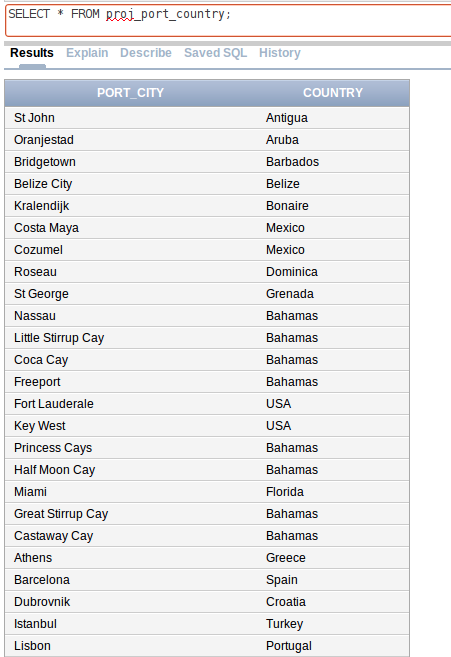 SELECT * FROM proj_port_country;
Results Explain Describe Saved SQL History
PORT_CITY COUNTRY
St John Antigua
Oranjestad Aruba
Bridgetown Barbados
Belize City Belize
Kralendijk Bonaire
Costa Maya Mexico
Cozumel Mexico
Roseau Dominica
St George Grenada
Nassau Bahamas
Little Stirrup Cay Bahamas
Coca Cay Bahamas
Freeport Bahamas
Fort Lauderale USA
Key West USA
Princess Cays Bahamas
Half Moon Cay Bahamas
Miami Florida
Great Stirrup Cay Bahamas
Castaway Cay Bahamas
Athens Greece
Barcelona Spain
Dubrovnik Croatia
Istanbul Turkey
Lisbon Portugal